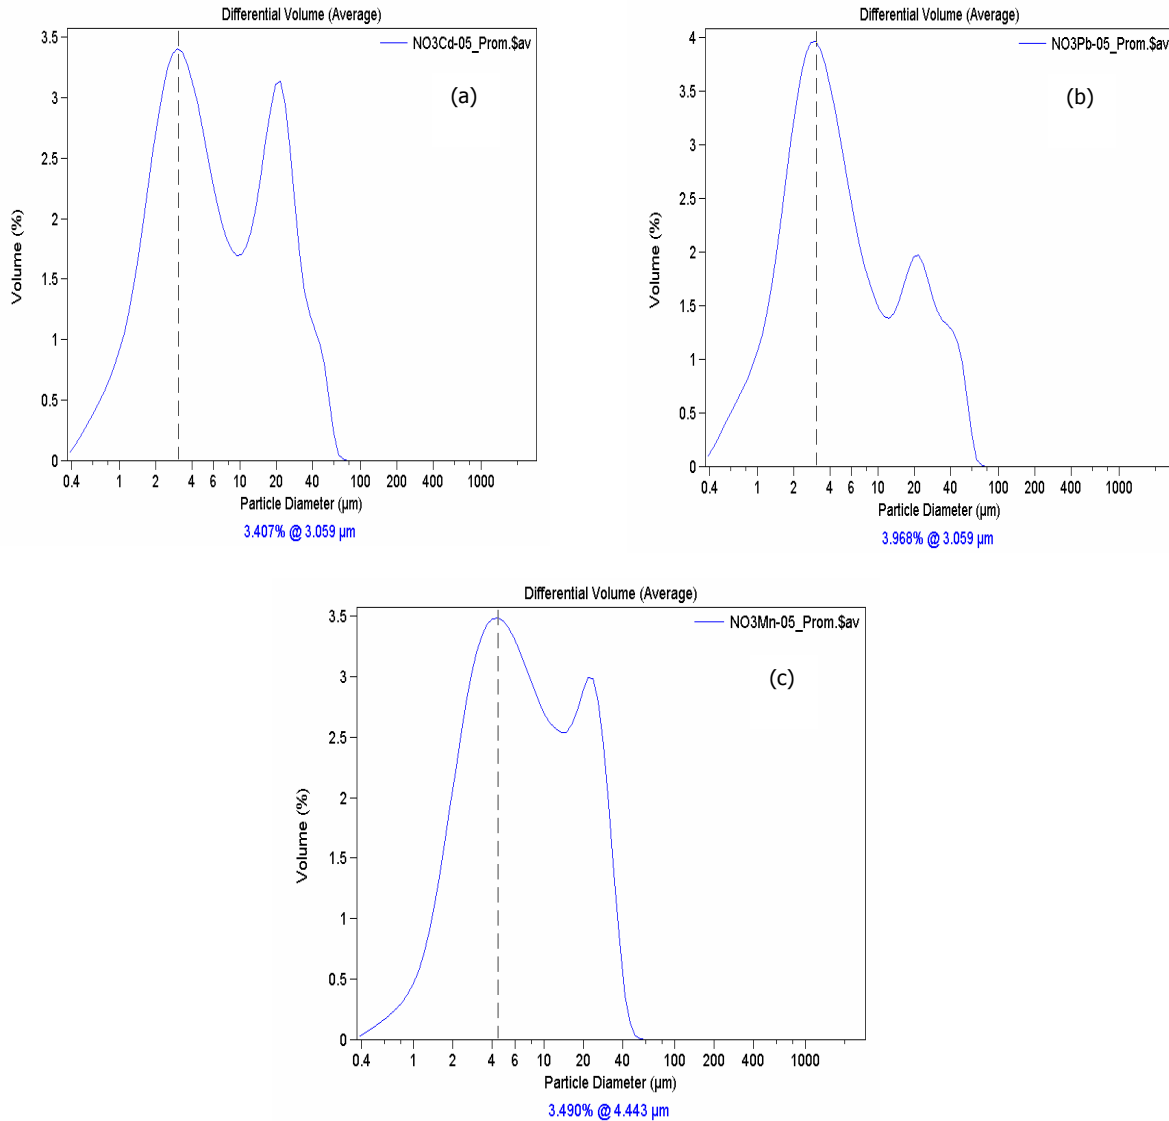 Differential Volume (Average)
NO3Cd-05_Prom.$av
(a)
3.5
3
2.5
2
1.5
1
0.5
0
Volume (%)
0.4 1 2 4 6 10 20 40 100 200 400 1000
Particle Diameter (µm)
3.407% @ 3.059 µm
Differential Volume (Average)
NO3Pb-05_Prom.$av
(b)
4
3.5
3
2.5
2
1.5
1
0.5
0
Volume (%)
0.4 1 2 4 6 10 20 40 100 200 400 1000
Particle Diameter (µm)
3.968% @ 3.059 µm
Differential Volume (Average)
NO3Mn-05_Prom.$av
(c)
3.5
3
2.5
2
1.5
1
0.5
0
Volume (%)
0.4 1 2 4 6 10 20 40 100 200 400 1000
Particle Diameter (µm)
3.490% @ 4.443 µm